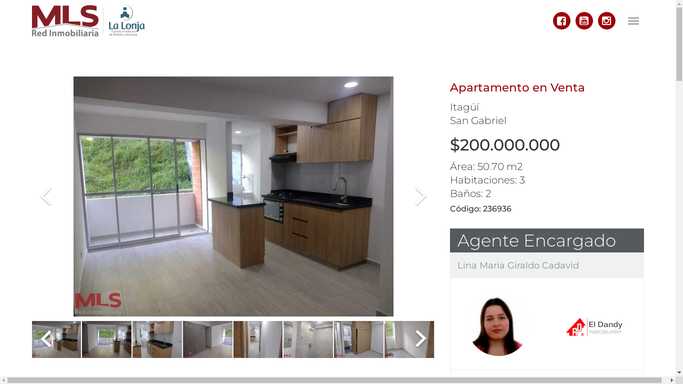 MLS
Red Inmobiliaria
La Lonja
Apartamento en Venta
Itagüí
San Gabriel
$200.000.000
Área: 50.70 m2
Habitaciones: 3
Baños: 2
Código: 236936
MLS
Agente Encargado
Lina Maria Giraldo Cadavid
El Dandy